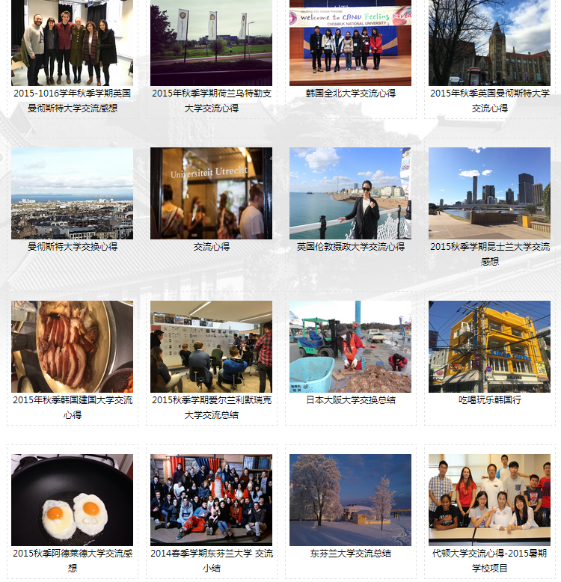 Welcome to CBNU Feeling Korea
CHONBUK NATIONAL UNIVERSITY
2015-1016学年秋季学期英国
曼彻斯特大学交流感想
2015年秋季学期荷兰乌特勒支
大学交流心得
韩国全北大学交流心得
2015年秋季英国曼彻斯特大学
交流心得
Universiteit Utrecht
曼彻斯特大学交换心得
交流心得
英国伦敦摄政大学交流心得
2015秋季学期昆士兰大学交流
感想
2015年秋季韩国建国大学交流
心得
2015秋季学期爱尔兰利默瑞克
大学交流总结
日本大阪大学交换总结
吃喝玩乐韩国行
2015秋季阿德莱德大学交流感
想
2014春季学期东芬兰大学 交流
小结
东芬兰大学交流总结
代顿大学交流心得-2015暑期
学校项目